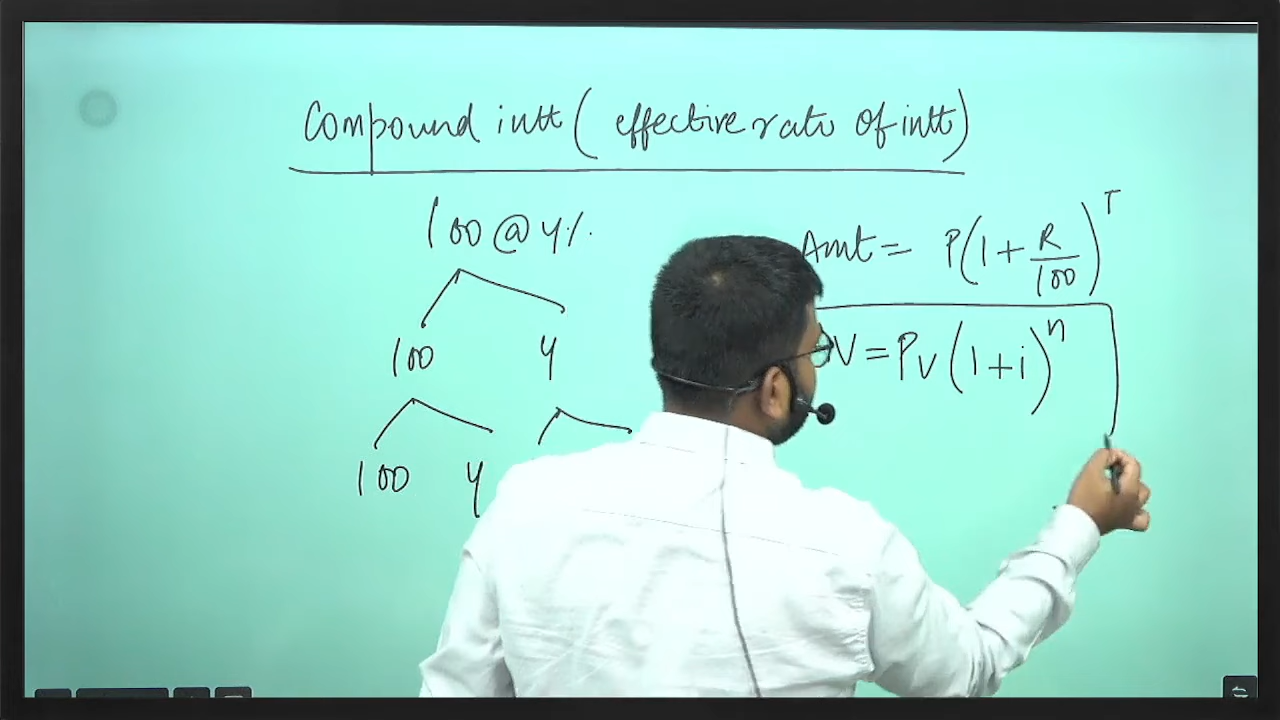 Compound intt ( effective rate of intt)
100 @ 4%.
100 4
100 4
Amt = P(1 + R/100)^T
V = PV (1+i)^n